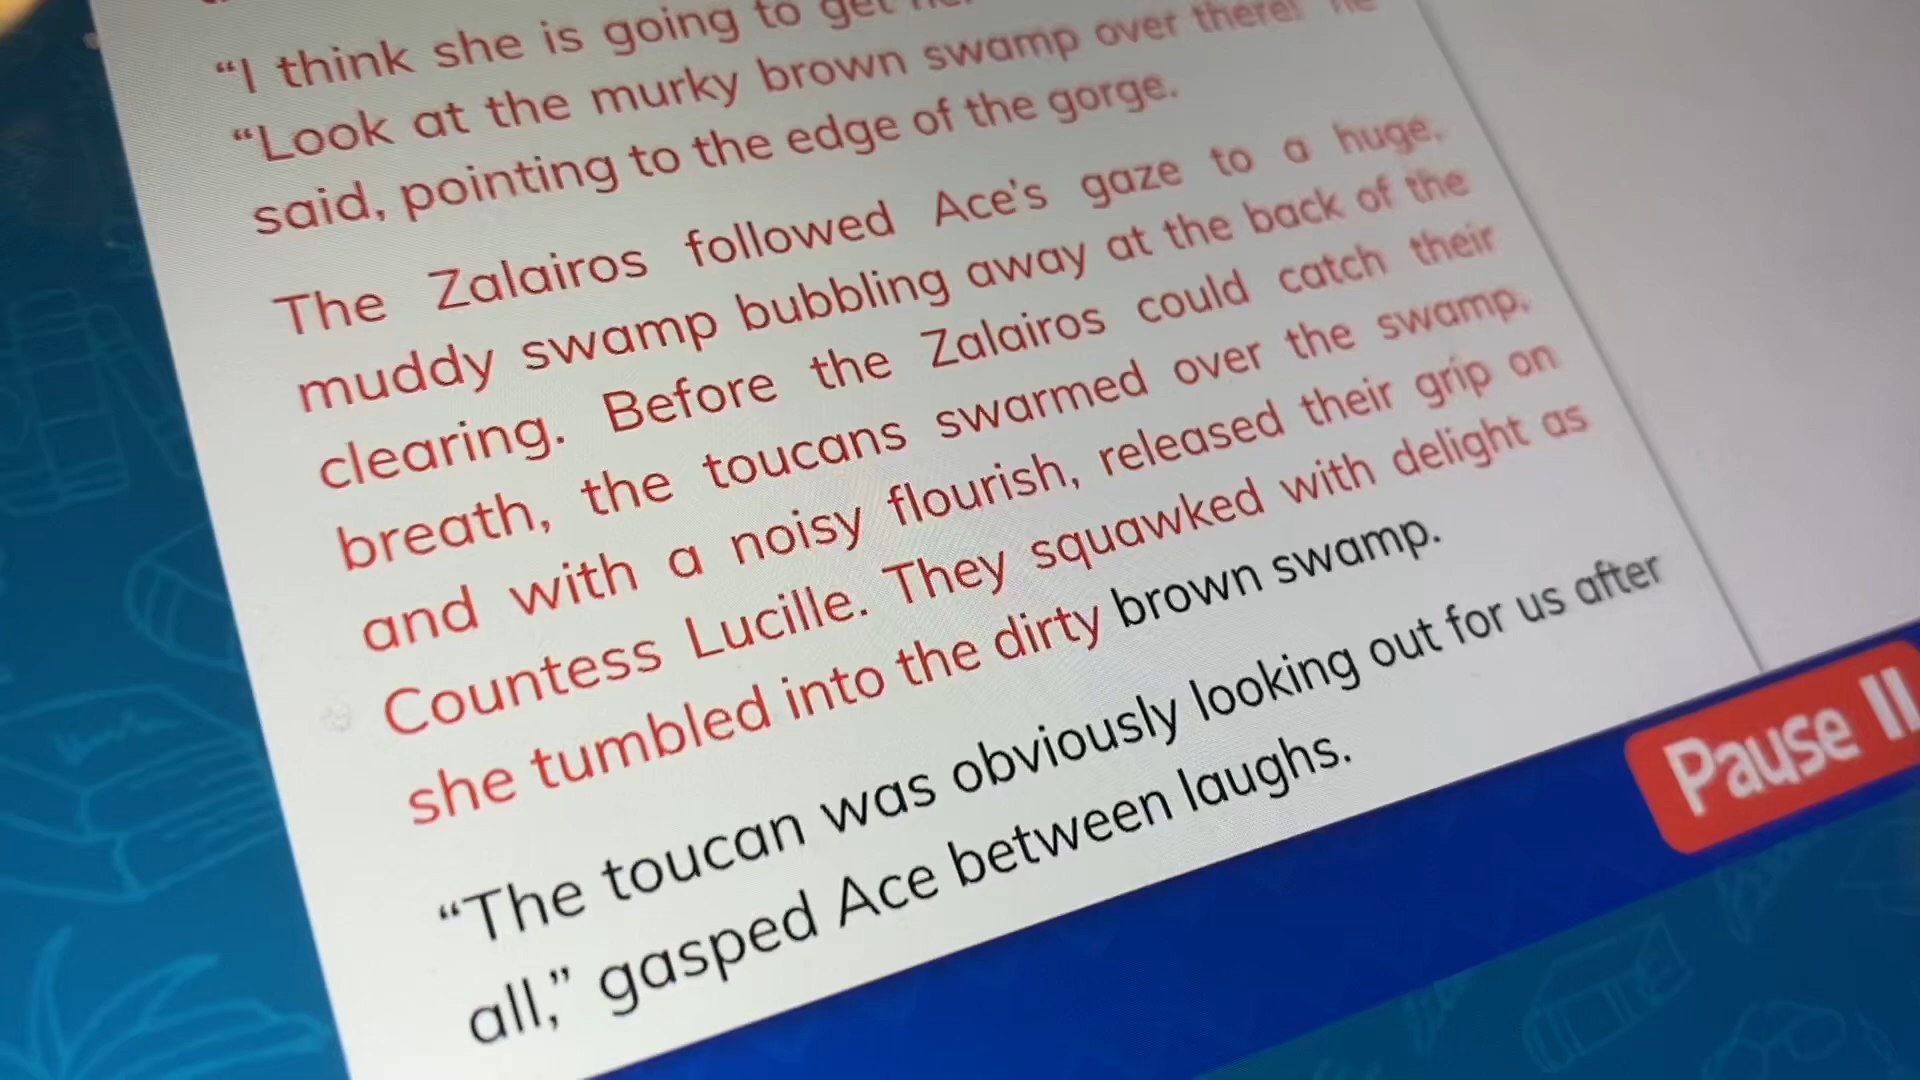 “I think she is going to get
“Look at the murky brown swamp over there!
said, pointing to the edge of the gorge.
The Zalairos followed Ace's gaze to a huge,
muddy swamp bubbling away at the back of the
clearing. Before the Zalairos could catch their
breath, the toucans swarmed over the swamp,
and with a noisy flourish, released their grip on
Countess Lucille. They squawked with delight as
she tumbled into the dirty brown swamp.
“The toucan was obviously looking out for us after
all,” gasped Ace between laughs.
Pause